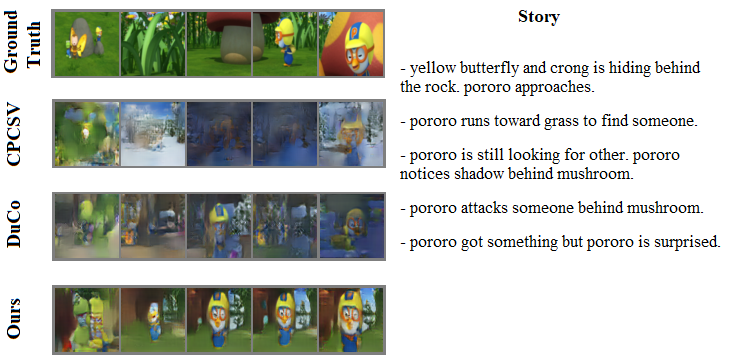 Ground
Truth
CPCSV
DuCo
Ours
Story
- yellow butterfly and crong is hiding behind
the rock. pororo approaches.
- pororo runs toward grass to find someone.
- pororo is still looking for other. pororo
notices shadow behind mushroom.
- pororo attacks someone behind mushroom.
- pororo got something but pororo is surprised.